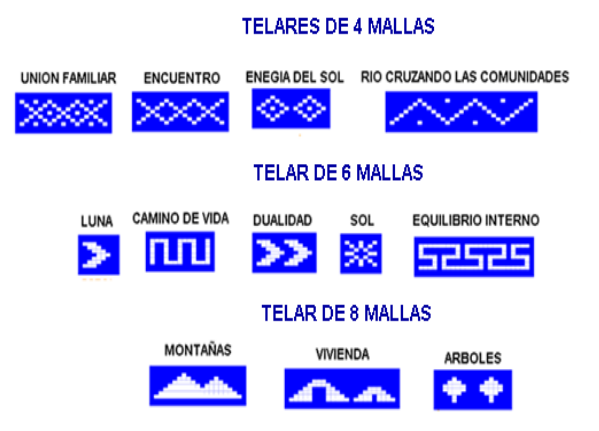 TELARES DE 4 MALLAS
UNION FAMILIAR ENCUENTRO ENEGIA DEL SOL RIO CRUZANDO LAS COMUNIDADES
TELAR DE 6 MALLAS
LUNA CAMINO DE VIDA DUALIDAD SOL EQUILIBRIO INTERNO
TELAR DE 8 MALLAS
MONTAÑAS VIVIENDA ARBOLES